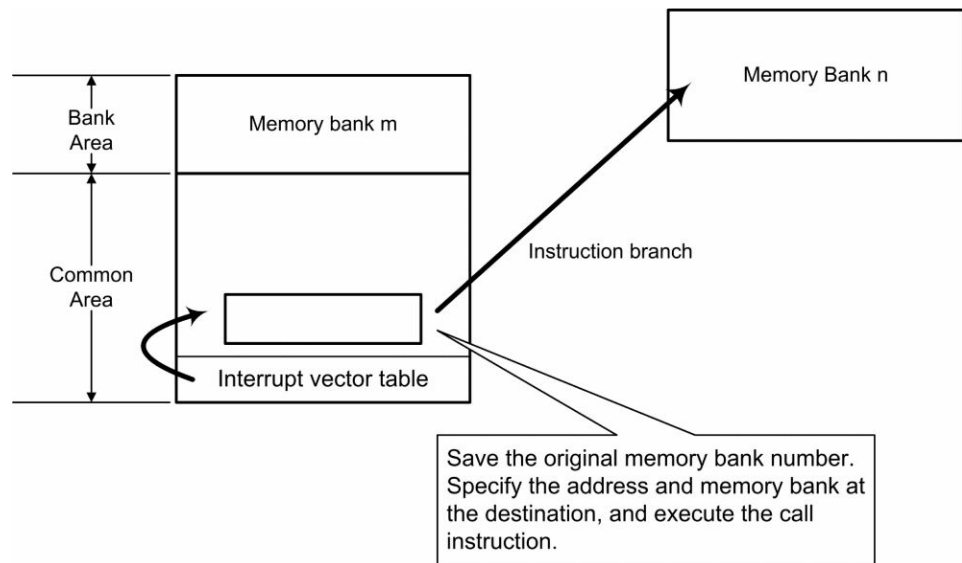 Memory Bank n
Bank
Area
Memory bank m
Instruction branch
Common
Area
Interrupt vector table
Save the original memory bank number.
Specify the address and memory bank at
the destination, and execute the call
instruction.